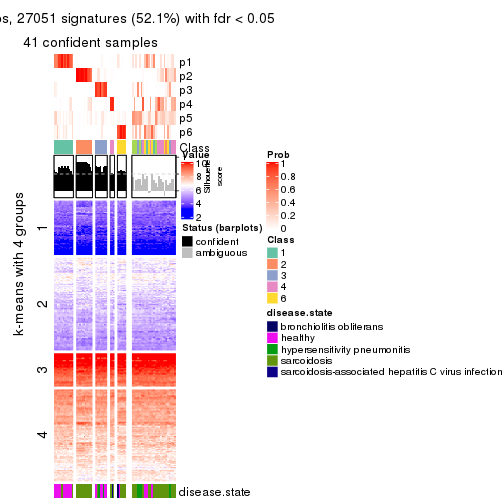 os, 27051 signatures (52.1%) with fdr < 0.05
41 confident samples
p1
p2
p3
p4
p5
p6
Class
k-means with 4 groups
1
2
3
4
disease.state
Value
10
8
6
4
2
Silhouette
score
Status (barplots)
confident
ambiguous
Prob
1
0.8
0.6
0.4
0.2
0
Class
1
2
3
4
6
disease.state
bronchiolitis obliterans
healthy
hypersensitivity pneumonitis
sarcoidosis
sarcoidosis-associated hepatitis C virus infection